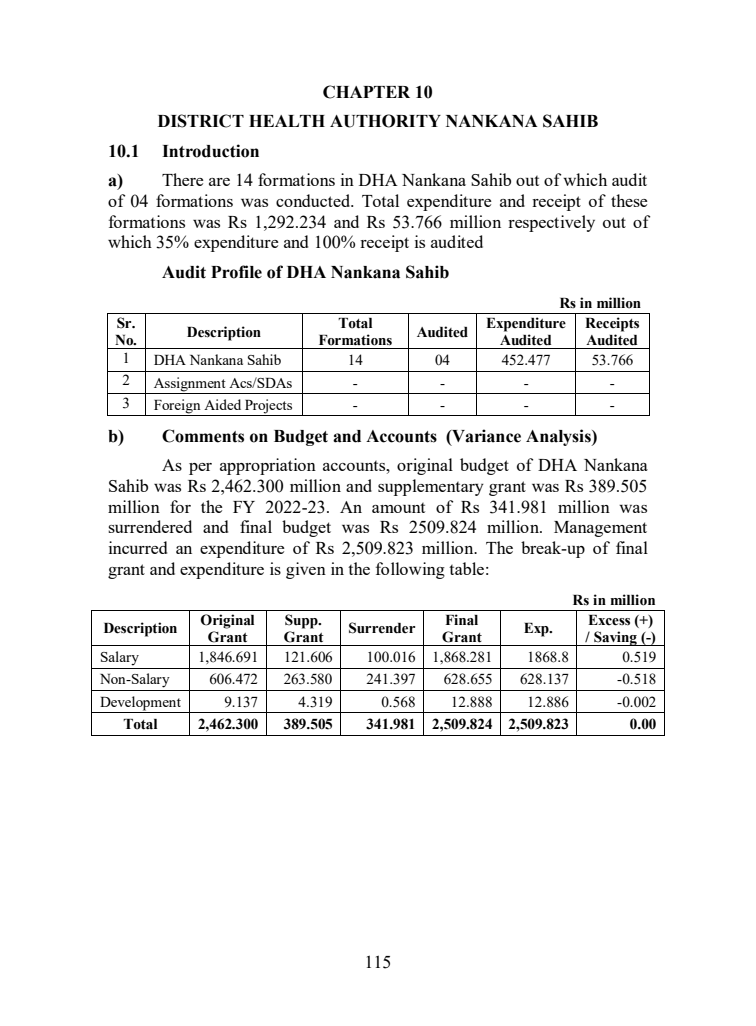 CHAPTER 10
DISTRICT HEALTH AUTHORITY NANKANA SAHIB
10.1 Introduction
a) There are 14 formations in DHA Nankana Sahib out of which audit
of 04 formations was conducted. Total expenditure and receipt of these
formations was Rs 1,292.234 and Rs 53.766 million respectively out of
which 35% expenditure and 100% receipt is audited
Audit Profile of DHA Nankana Sahib
Rs in million
Sr. No. Description Total Formations Audited Expenditure Audited Receipts Audited
1 DHA Nankana Sahib 14 04 452.477 53.766
2 Assignment Acs/SDAs - - - -
3 Foreign Aided Projects - - - -
b) Comments on Budget and Accounts (Variance Analysis)
As per appropriation accounts, original budget of DHA Nankana
Sahib was Rs 2,462.300 million and supplementary grant was Rs 389.505
million for the FY 2022-23. An amount of Rs 341.981 million was
surrendered and final budget was Rs 2509.824 million. Management
incurred an expenditure of Rs 2,509.823 million. The break-up of final
grant and expenditure is given in the following table:
Rs in million
Description Original Grant Supp. Grant Surrender Final Grant Exp. Excess (+) / Saving (-)
Salary 1,846.691 121.606 100.016 1,868.281 1868.8 0.519
Non-Salary 606.472 263.580 241.397 628.655 628.137 -0.518
Development 9.137 4.319 0.568 12.888 12.886 -0.002
Total 2,462.300 389.505 341.981 2,509.824 2,509.823 0.00
115